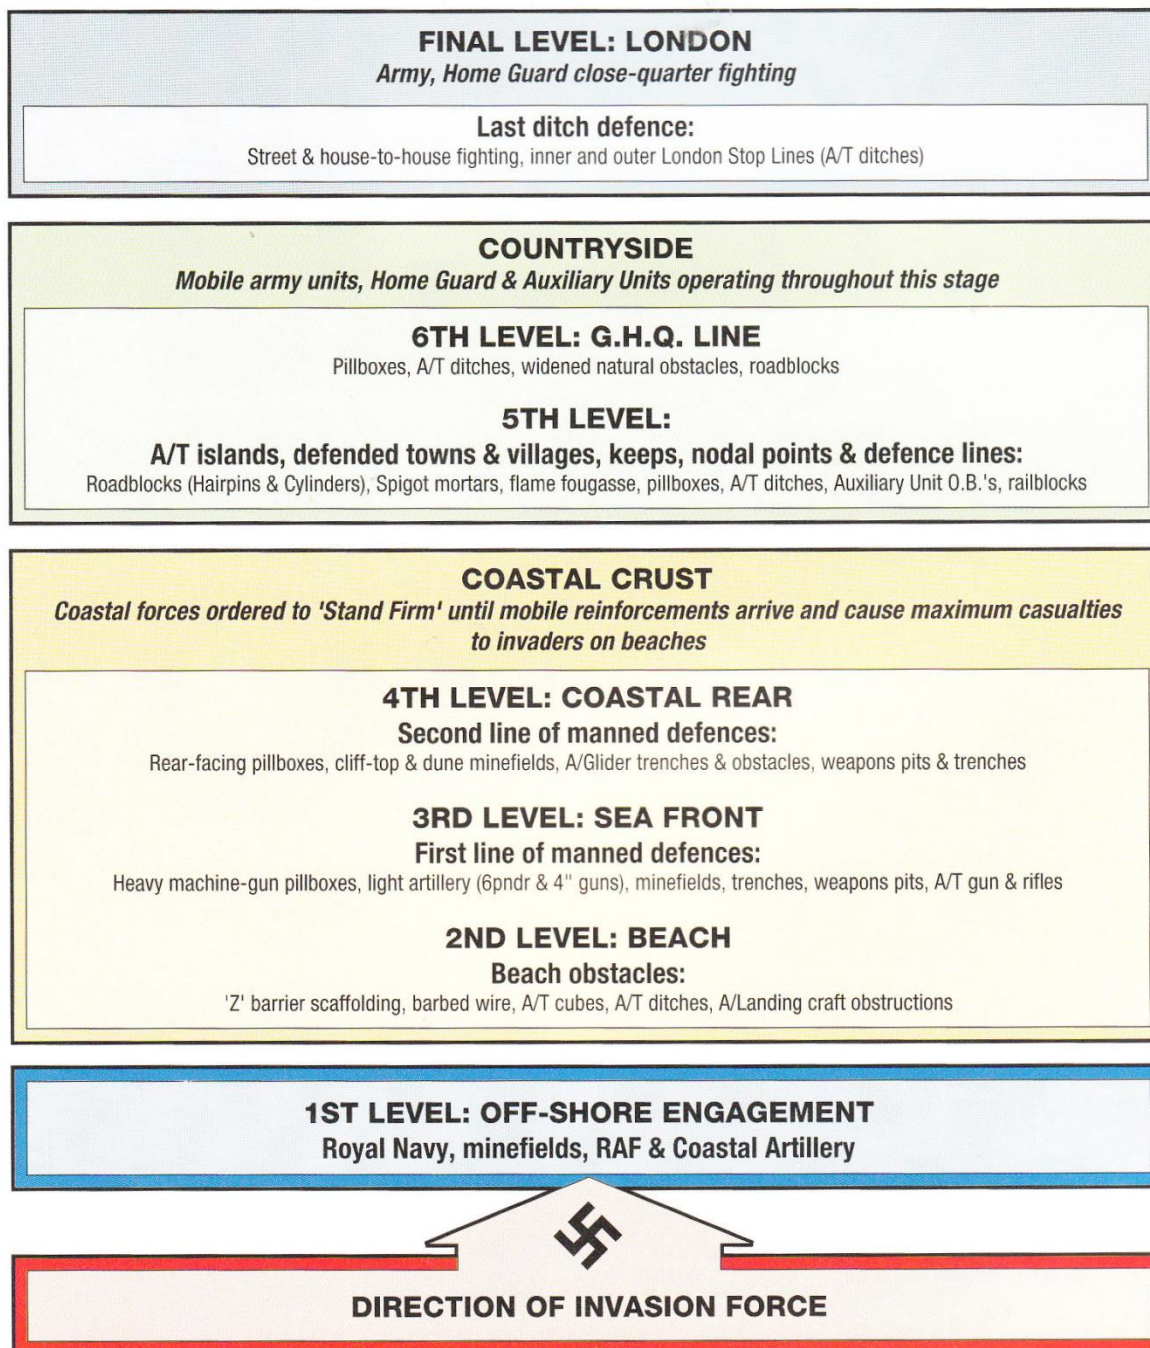 FINAL LEVEL: LONDON
Army, Home Guard close-quarter fighting
Last ditch defence:
Street & house-to-house fighting, inner and outer London Stop Lines (A/T ditches)
COUNTRYSIDE
Mobile army units, Home Guard & Auxiliary Units operating throughout this stage
6TH LEVEL: G.H.Q. LINE
Pillboxes, A/T ditches, widened natural obstacles, roadblocks
5TH LEVEL:
A/T islands, defended towns & villages, keeps, nodal points & defence lines:
Roadblocks (Hairpins & Cylinders), Spigot mortars, flame fougasse, pillboxes, A/T ditches, Auxiliary Unit O.B.'s, railblocks
COASTAL CRUST
Coastal forces ordered to 'Stand Firm' until mobile reinforcements arrive and cause maximum casualties
to invaders on beaches
4TH LEVEL: COASTAL REAR
Second line of manned defences:
Rear-facing pillboxes, cliff-top & dune minefields, A/Glider trenches & obstacles, weapons pits & trenches
3RD LEVEL: SEA FRONT
First line of manned defences:
Heavy machine-gun pillboxes, light artillery (6pndr & 4" guns), minefields, trenches, weapons pits, A/T gun & rifles
2ND LEVEL: BEACH
Beach obstacles:
'Z' barrier scaffolding, barbed wire, A/T cubes, A/T ditches, A/Landing craft obstructions
1ST LEVEL: OFF-SHORE ENGAGEMENT
Royal Navy, minefields, RAF & Coastal Artillery
DIRECTION OF INVASION FORCE